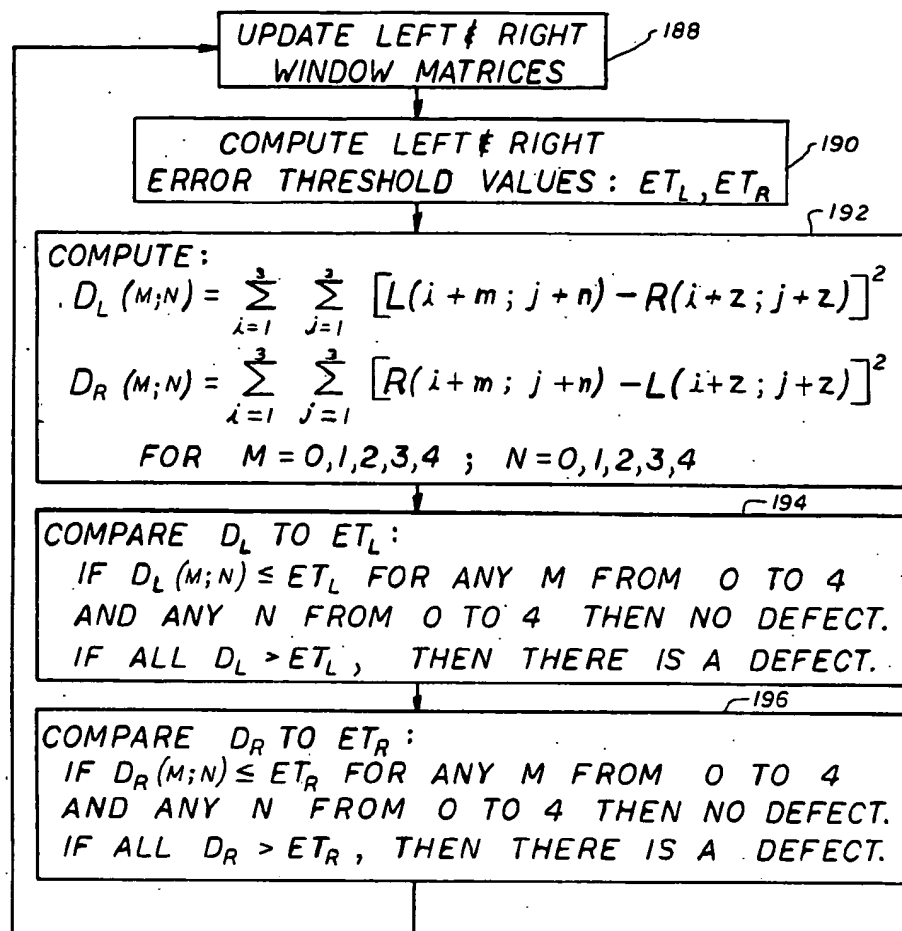 UPDATE LEFT & RIGHT
WINDOW MATRICES
188
COMPUTE LEFT & RIGHT
ERROR THRESHOLD VALUES: ET_L, ET_R
190
192
COMPUTE:
D_L (M;N) = 3∑i=1 3∑j=1 [L(i+m; j+n) – R(i+z; j+z)]²
D_R (M;N) = 3∑i=1 3∑j=1 [R(i+m; j+n) – L(i+z; j+z)]²
FOR M = 0,1,2,3,4 ; N = 0,1,2,3,4
194
COMPARE D_L TO ET_L:
IF D_L (M;N) ≤ ET_L FOR ANY M FROM 0 TO 4
AND ANY N FROM 0 TO 4 THEN NO DEFECT.
IF ALL D_L > ET_L, THEN THERE IS A DEFECT.
196
COMPARE D_R TO ET_R:
IF D_R (M;N) ≤ ET_R FOR ANY M FROM 0 TO 4
AND ANY N FROM 0 TO 4 THEN NO DEFECT.
IF ALL D_R > ET_R, THEN THERE IS A DEFECT.